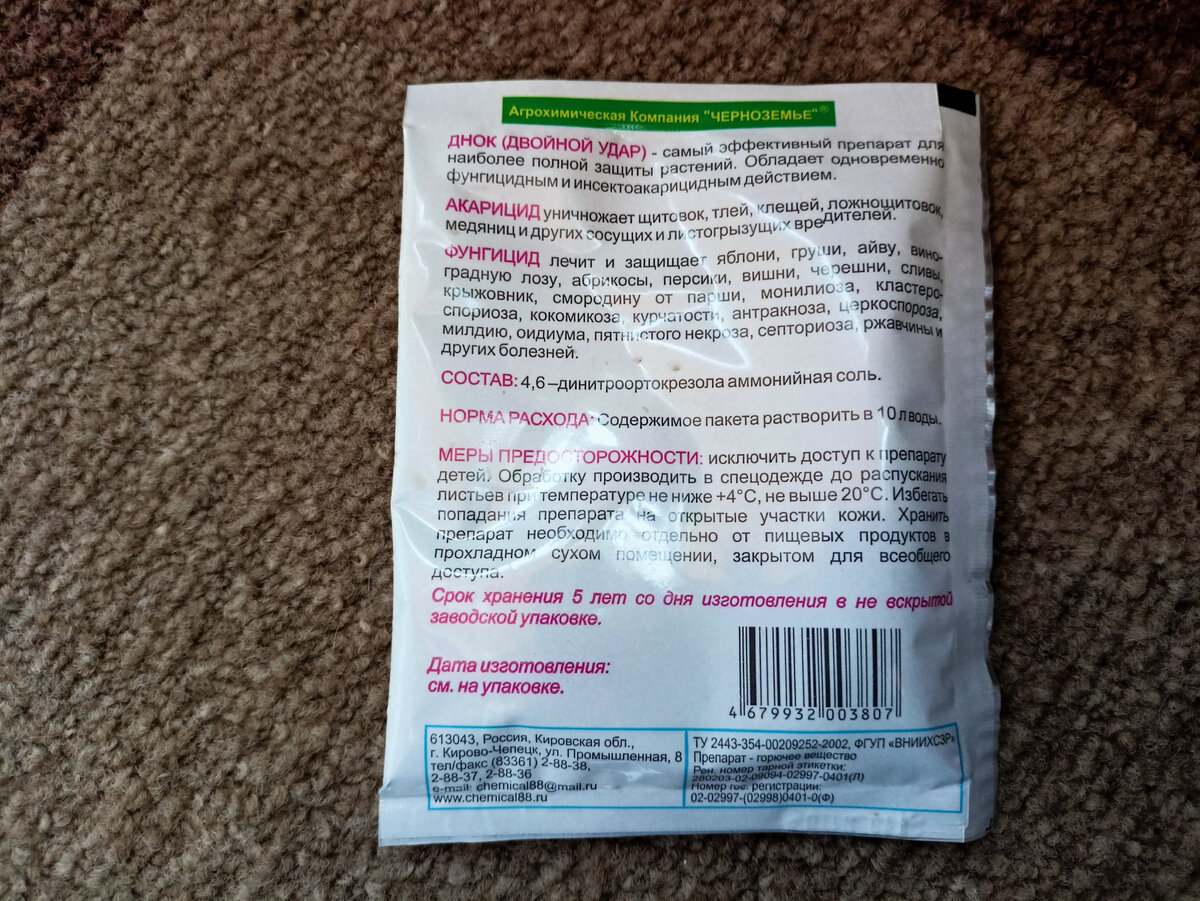 Агрохимическая Компания "ЧЕРНОЗЕМЬЕ"®
ДНОК (ДВОЙНОЙ УДАР) - самый эффективный препарат для
наиболее полной защиты растений. Обладает одновременно
фунгицидным и инсектоакарицидным действием.
АКАРИЦИД уничножает щитовок, тлей, клещей, ложнощитовок,
медяниц и других сосущих и листогрызущих вредителей.
ФУНГИЦИД лечит и защищает яблони, груши, айву, вино-
градную лозу, абрикосы, персики, вишни, черешни, сливы,
крыжовник, смородину от парши, монилиоза, кластеро-
спориоза, кокомикоза, курчатости, антракноза, церкоспороза,
милдию, оидиума, пятнистого некроза, септориоза, ржавчины и
других болезней.
СОСТАВ: 4,6–динитроортокрезола аммонийная соль.
НОРМА РАСХОДА: Содержимое пакета растворить в 10 л воды.
МЕРЫ ПРЕДОСТОРОЖНОСТИ: исключить доступ к препарату
детей. Обработку производить в спецодежде до распускания
листьев при температуре не ниже +4°С, не выше 20°С. Избегать
попадания препарата на открытые участки кожи. Хранить
препарат необходимо отдельно от пищевых продуктов в
прохладном сухом помещении, закрытом для всеобщего
доступа.
Срок хранения 5 лет со дня изготовления в не вскрытой
заводской упаковке.
Дата изготовления:
см. на упаковке.
4 679932 003807
613043, Россия, Кировская обл.,
г. Кирово-Чепецк, ул. Промышленная, 8
тел/факс (83361) 2-88-38,
2-88-37, 2-88-36
e-mail: chemical88@mail.ru
www.chemical88.ru
ТУ 2443-354-00209252-2002, ФГУП «ВНИИХСЗР»
Препарат - горючее вещество
Рен. номер тарной этикетки:
280203-02-09094-02997-0401(Л)
Номер гос. регистрации:
02-02997-(02998)0401-0(Ф)